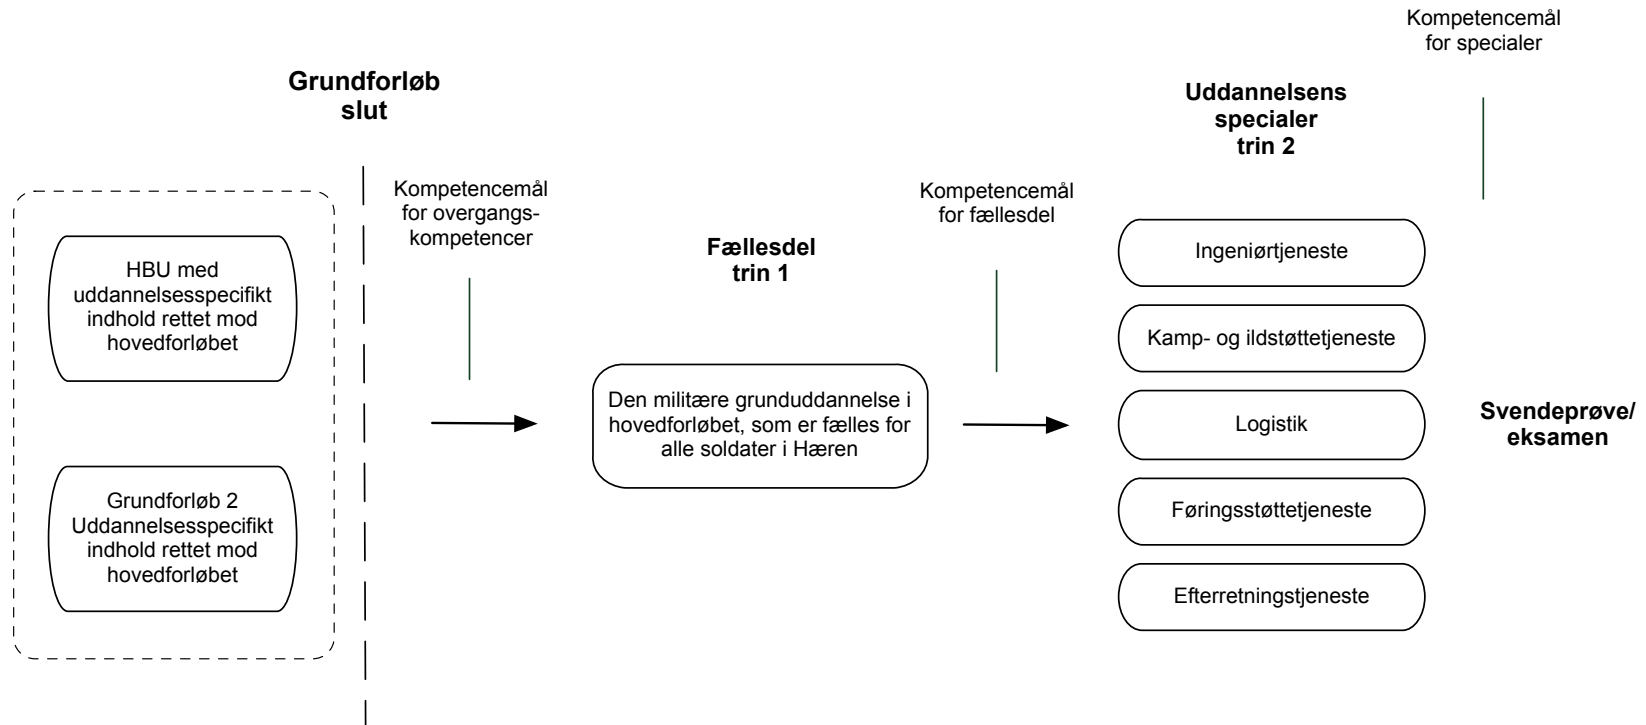 Grundforløb
slut
HBU med
uddannelsesspecifikt
indhold rettet mod
hovedforløbet
Grundforløb 2
Uddannelsesspecifikt
indhold rettet mod
hovedforløbet
Kompetencemål
for overgangs-
kompetencer
Fællesdel
trin 1
Den militære grunduddannelse i
hovedforløbet, som er fælles for
alle soldater i Hæren
Kompetencemål
for fællesdel
Uddannelsens
specialer
trin 2
Ingeniørtjeneste
Kamp- og ildstøttetjeneste
Logistik
Føringsstøttetjeneste
Efterretningstjeneste
Kompetencemål
for specialer
Svendeprøve/
eksamen